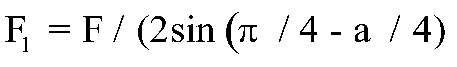 F₁ = F / (2sin (π / 4 - a / 4)